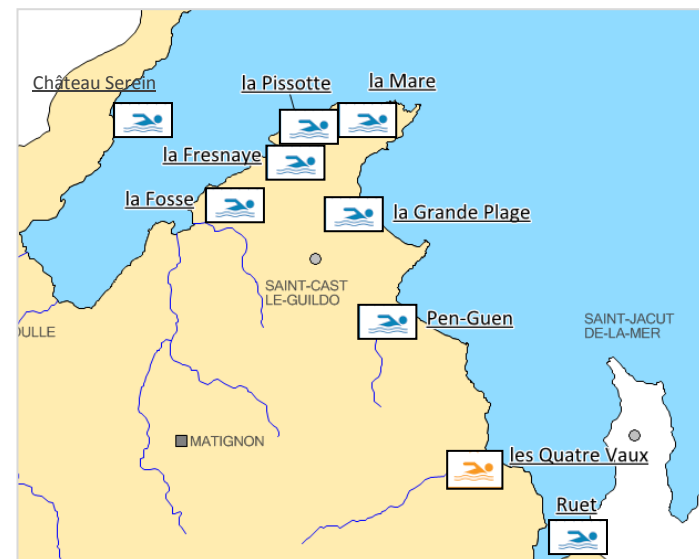 Château Serein
la Pissotte
la Mare
la Fresnaye
la Fosse
la Grande Plage
SAINT-CAST
LE-GUILDO
Pen-Guen
SAINT-JACUT
DE-LA-MER
OULLE
MATIGNON
les Quatre Vaux
Ruet